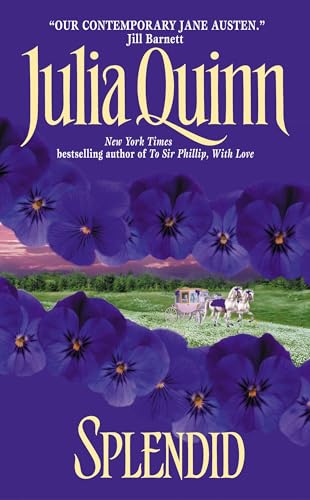 “OUR CONTEMPORARY JANE AUSTEN.”
Jill Barnett
Julia Quinn
New York Times
bestselling author of To Sir Phillip, With Love
SPLENDID